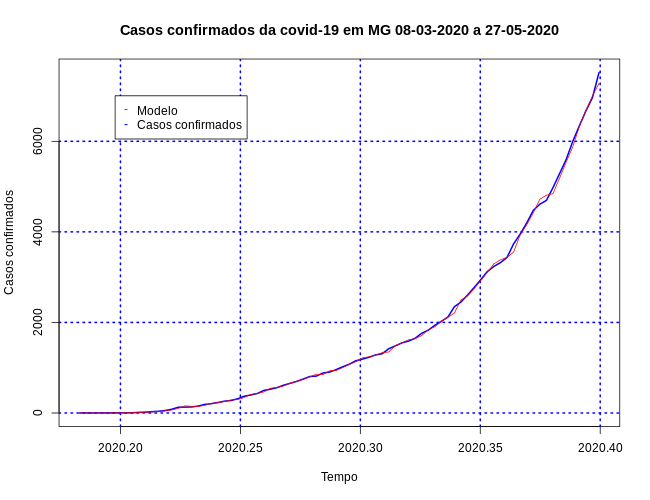 Casos confirmados da covid-19 em MG 08-03-2020 a 27-05-2020
Casos confirmados
6000
4000
2000
0
Modelo
Casos confirmados
2020.20 2020.25 2020.30 2020.35 2020.40
Tempo